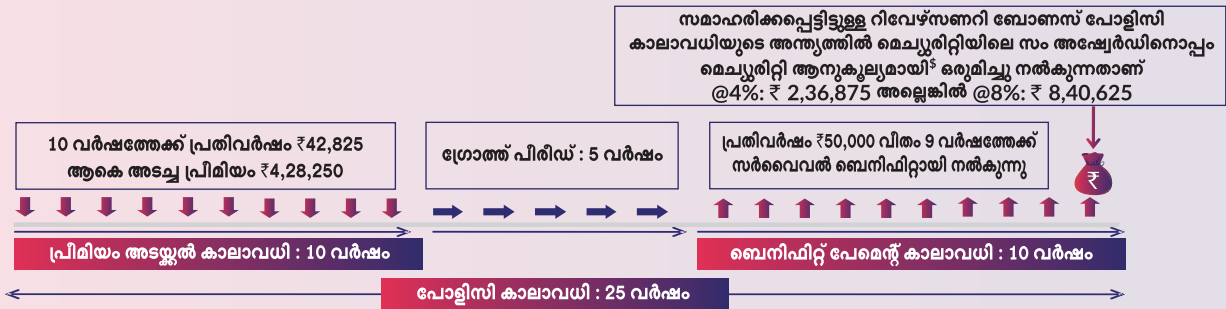 സമാഹരിക്കപ്പെട്ടിട്ടുള്ള റിവേഴ്സണറി ബോണസ് പോളിസി
കാലാവധിയുടെ അന്ത്യത്തിൽ മെച്യുരിറ്റിയിലെ സം അഷ്വേർഡിനൊപ്പം
മെച്യുരിറ്റി ആനുകൂല്യമായി$ ഒരുമിച്ചു നൽകുന്നതാണ്
@4%: ₹ 2,36,875 അല്ലെങ്കിൽ @8%: ₹ 8,40,625
10 വർഷത്തേക്ക് പ്രതിവർഷം ₹42,825
ആകെ അടച്ച പ്രീമിയം ₹4,28,250
ഗ്രോത്ത് പീരീഡ് : 5 വർഷം
പ്രതിവർഷം ₹50,000 വീതം 9 വർഷത്തേക്ക്
സർവൈവൽ ബെനിഫിറ്റായി നൽകുന്നു
₹
പ്രീമിയം അടയ്ക്കൽ കാലാവധി : 10 വർഷം
ബെനിഫിറ്റ് പേമെന്റ് കാലാവധി : 10 വർഷം
പോളിസി കാലാവധി : 25 വർഷം